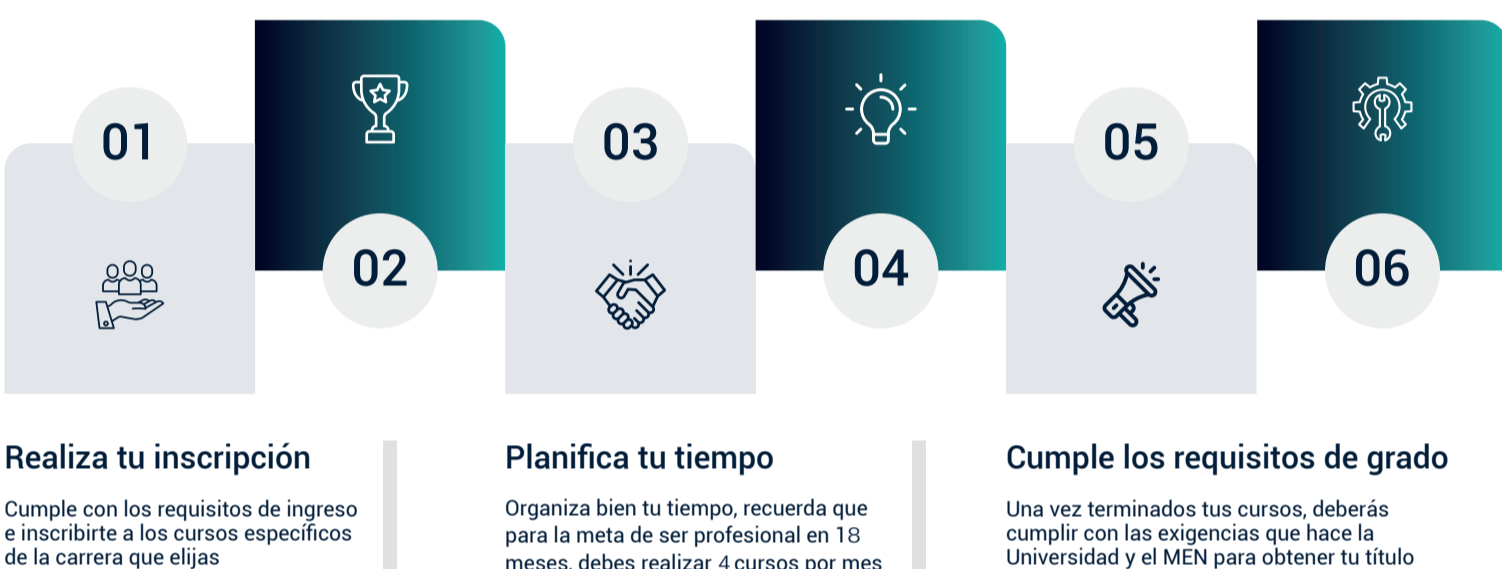 01
02
03
04
05
06
Realiza tu inscripción
Cumple con los requisitos de ingreso
e inscribirte a los cursos específicos
de la carrera que elijas
Planifica tu tiempo
Organiza bien tu tiempo, recuerda que
para la meta de ser profesional en 18
meses, debes realizar 4 cursos por mes
Cumple los requisitos de grado
Una vez terminados tus cursos, deberás
cumplir con las exigencias que hace la
Universidad y el MEN para obtener tu título